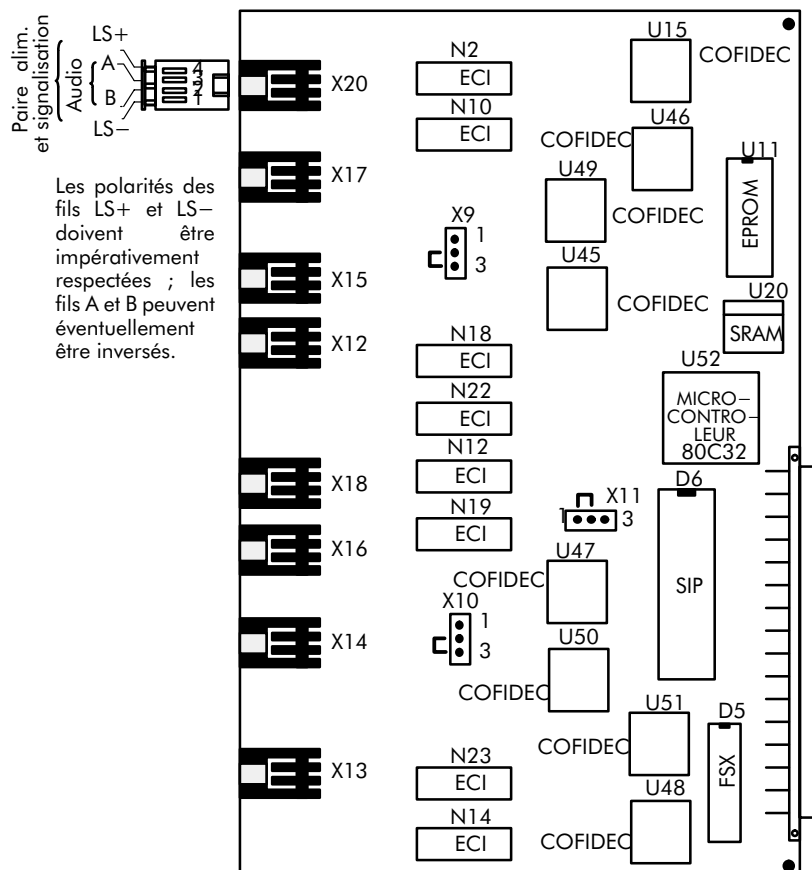 Paire alim.
et signalisation
Audio
LS+
A
B
LS−
4
3
2
1
X20
N2
ECI
N10
ECI
U15
COFIDEC
U46
COFIDEC
U11
EPROM
X17
U49
COFIDEC
Les polarités des
fils LS+ et LS−
doivent être
impérativement
respectées ; les
fils A et B peuvent
éventuellement
être inversés.
X9
1
3
X15
U45
COFIDEC
U20
SRAM
X12
N18
ECI
U52
MICRO−
CONTRO−
LEUR
80C32
N22
ECI
N12
ECI
X18
D6
SIP
X11
1
3
N19
ECI
X16
U47
COFIDEC
X10
1
3
X14
U50
COFIDEC
U51
COFIDEC
D5
FSX
X13
N23
ECI
U48
COFIDEC
N14
ECI